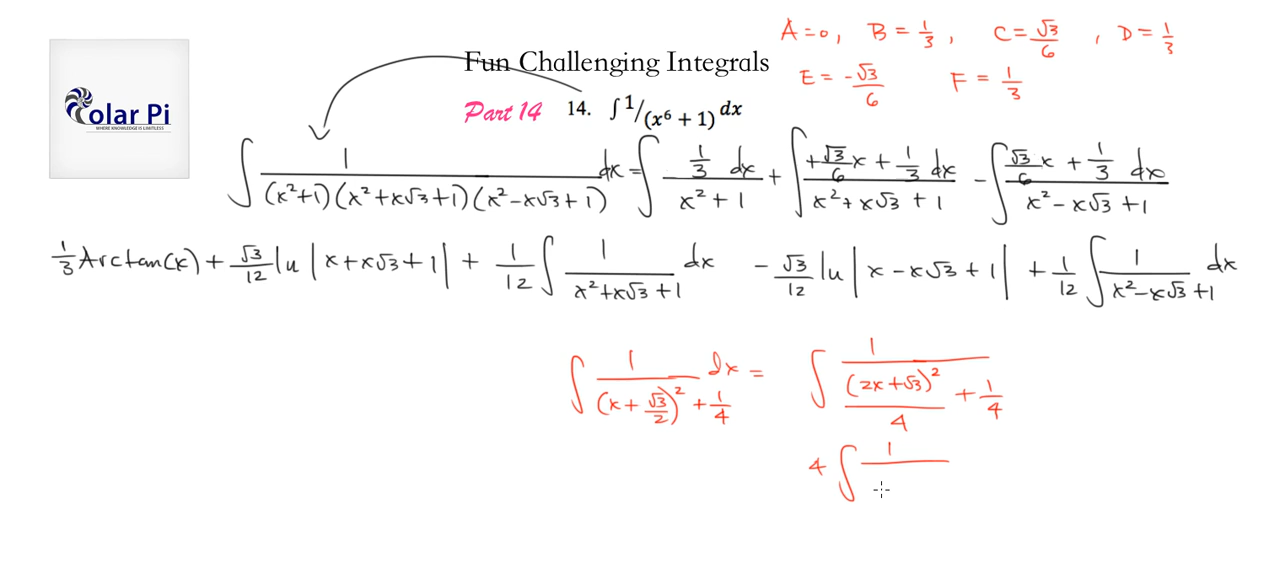 A = 0, B = 1/3, C = √3/6, D = 1/3
Fun Challenging Integrals
E = -√3/6 F = 1/3
Part 14 14. ∫ 1/(x⁶ + 1) dx
olar Pi
WHERE KNOWLEDGE IS LIMITLESS
∫ 1/((x²+1)(x²+x√3+1)(x²-x√3+1)) dx = ∫ (1/3 dx)/(x²+1) + ∫ (+√3/6 x + 1/3 dx)/(x²+x√3+1) - ∫ (√3/6 x + 1/3 dx)/(x²-x√3+1)
1/3 Arctan(x) + √3/12 ln |x+x√3+1| + 1/12 ∫ 1/(x²+x√3+1) dx - √3/12 ln |x-x√3+1| + 1/12 ∫ 1/(x²-x√3+1) dx
∫ 1/((x+√3/2)² + 1/4) dx = ∫ 1/((2x+√3)²/4 + 1/4)
4 ∫ 1